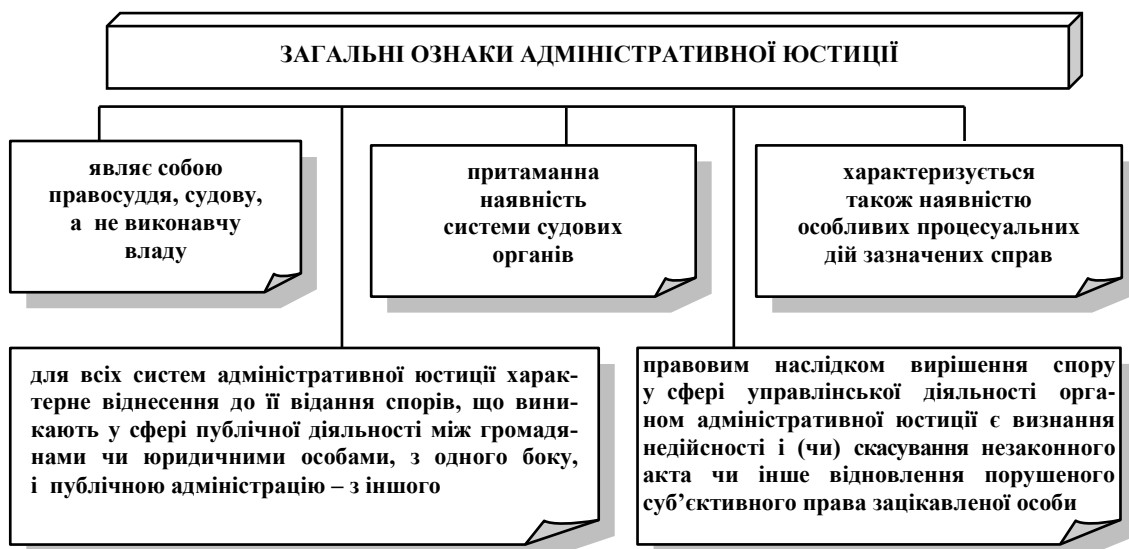 ЗАГАЛЬНІ ОЗНАКИ АДМІНІСТРАТИВНОЇ ЮСТИЦІЇ
являє собою
правосуддя, судову,
а не виконавчу
владу
притаманна
наявність
системи судових
органів
характеризується
також наявністю
особливих процесуальних
дій зазначених справ
для всіх систем адміністративної юстиції харак-
терне віднесення до її відання спорів, що вини-
кають у сфері публічної діяльності між громадя-
нами чи юридичними особами, з одного боку,
і публічною адміністрацію – з іншого
правовим наслідком вирішення спору
у сфері управлінської діяльності орга-
ном адміністративної юстиції є визнання
недійсності і (чи) скасування незаконного
акта чи інше відновлення порушеного
суб’єктивного права зацікавленої особи